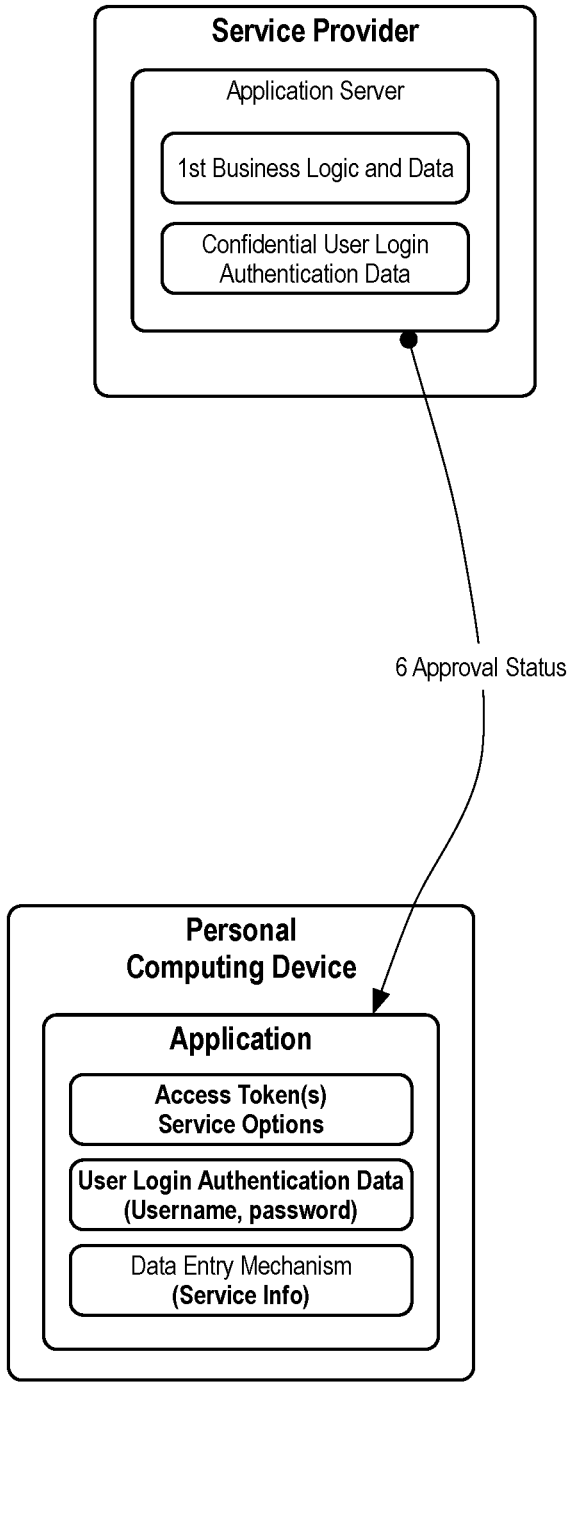 Service Provider
Application Server
1st Business Logic and Data
Confidential User Login
Authentication Data
6 Approval Status
Personal
Computing Device
Application
Access Token(s)
Service Options
User Login Authentication Data
(Username, password)
Data Entry Mechanism
(Service Info)